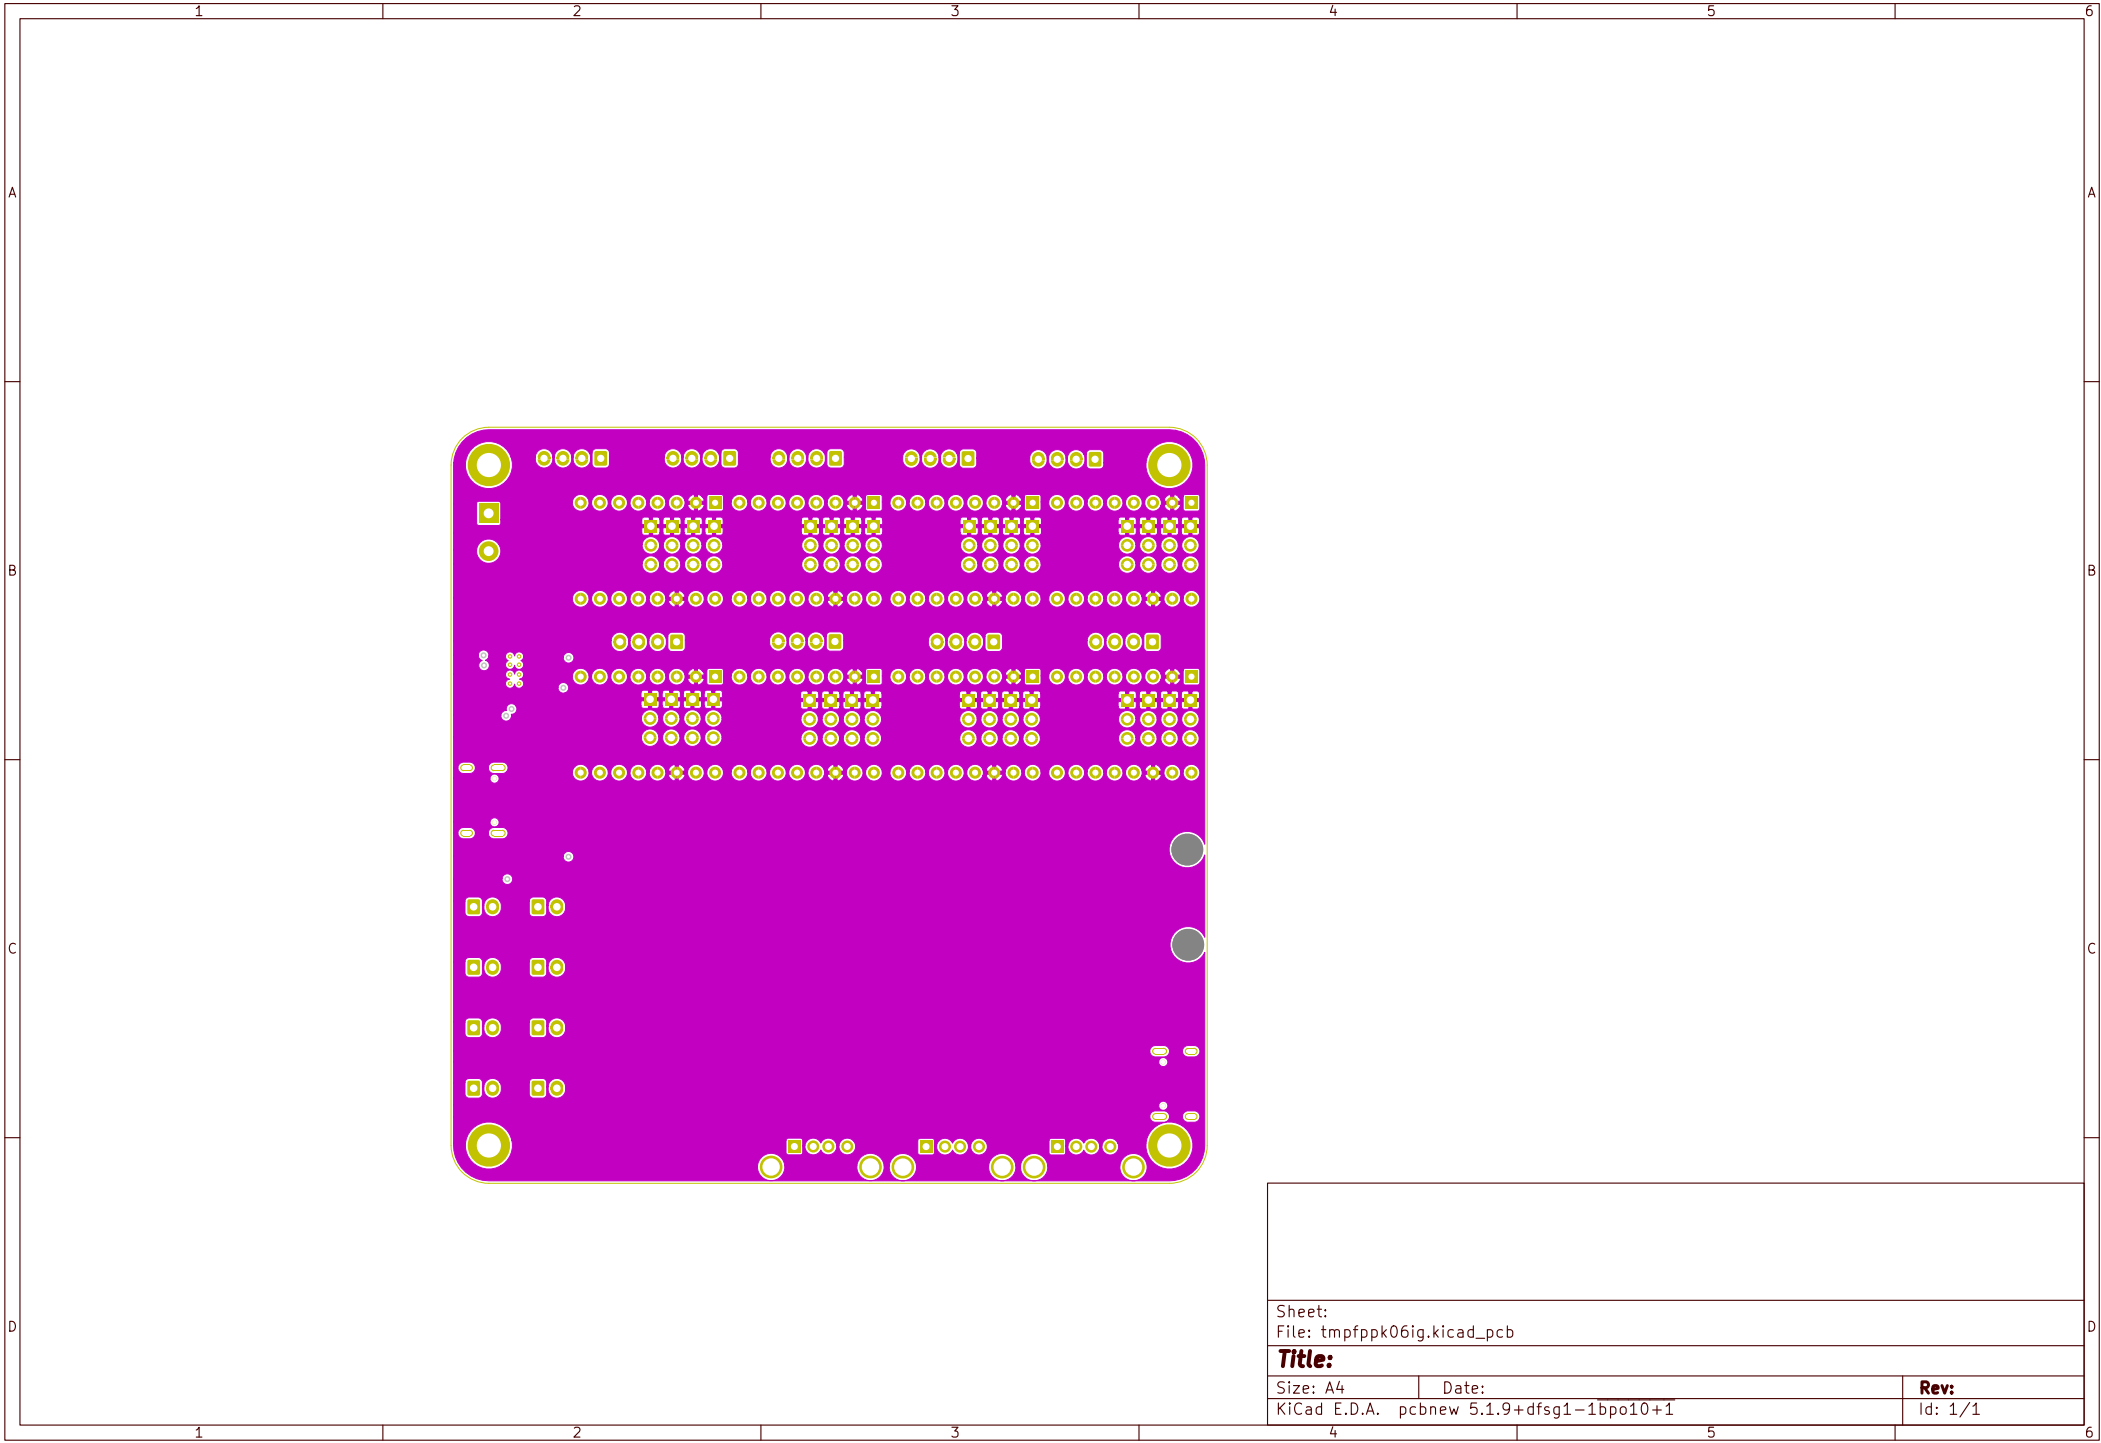 1 2 3 4 5 6
A A
B B
C C
D D
Sheet:
File: tmpfppk06ig.kicad_pcb
Title:
Size: A4 Date: Rev:
KiCad E.D.A. pcbnew 5.1.9+dfsg1-1bpo10+1 Id: 1/1
1 2 3 4 5 6